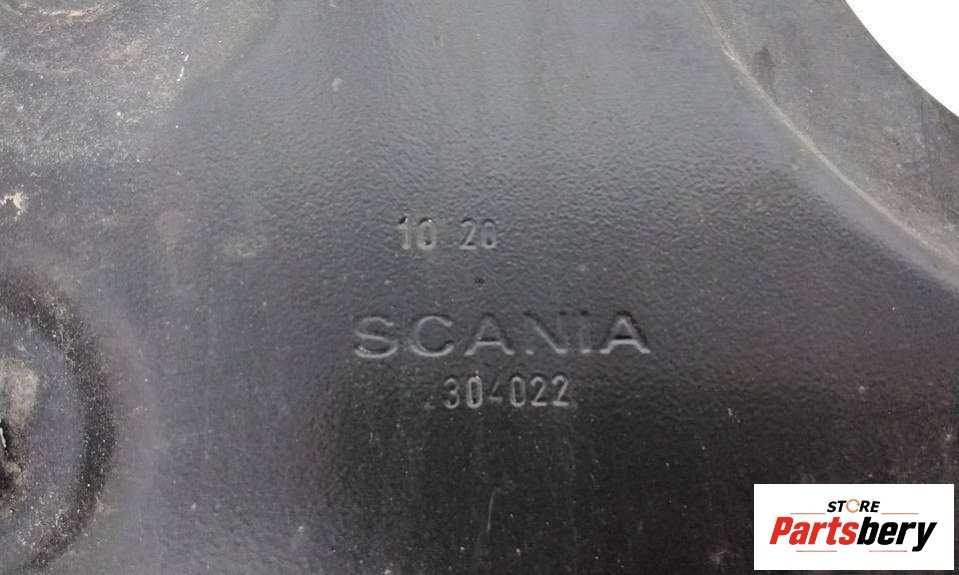 10 20
SCANIA
304022
STORE
Partsbery